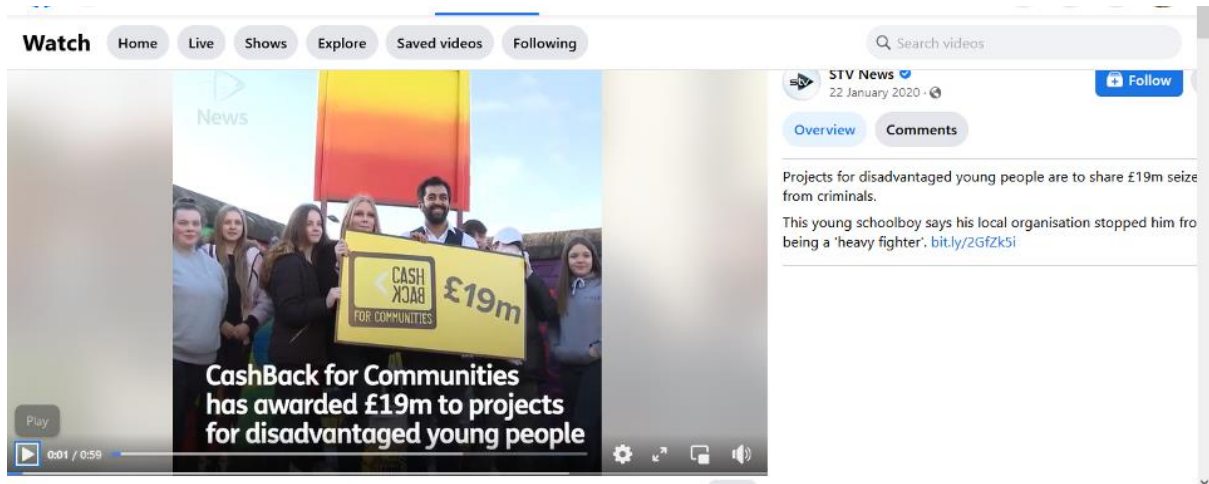 Watch Home Live Shows Explore Saved videos Following
Search videos
News
CASH
BACK
FOR COMMUNITIES
£19m
CashBack for Communities
has awarded £19m to projects
for disadvantaged young people
Play
0:01 / 0:59
stv
STV News
22 January 2020 ·
Follow
Overview Comments
Projects for disadvantaged young people are to share £19m seize
from criminals.
This young schoolboy says his local organisation stopped him fro
being a 'heavy fighter'. bit.ly/2GfZk5i